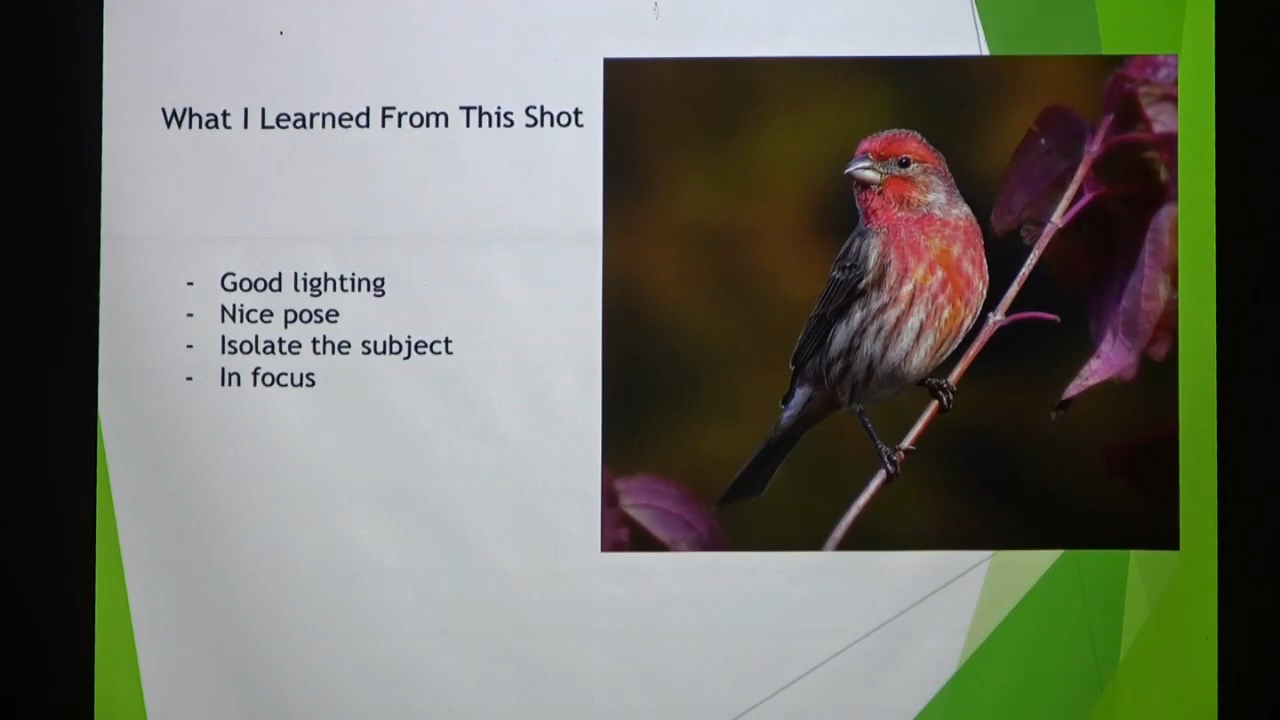 What I Learned From This Shot
- Good lighting
- Nice pose
- Isolate the subject
- In focus